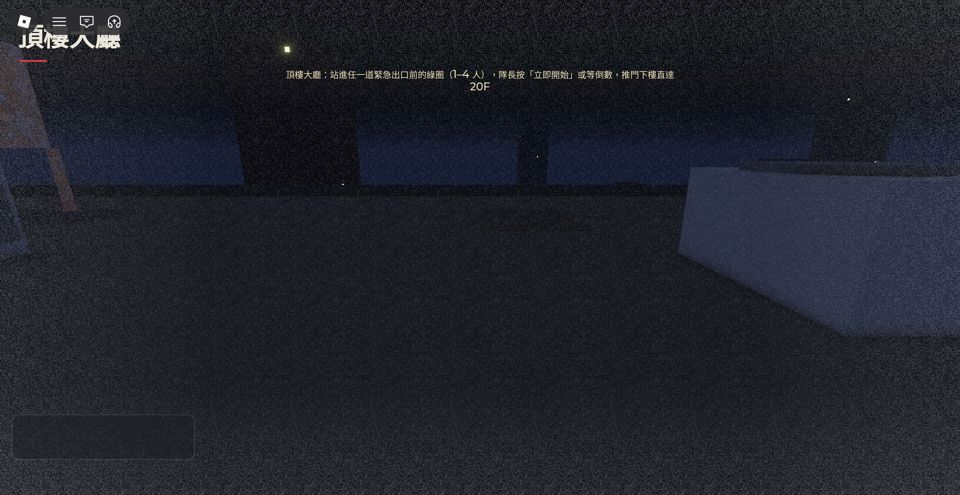 頂樓大廳
頂樓大廳：站進任一道緊急出口前的綠圈（1–4 人），隊長按「立即開始」或等倒數，推門下樓直達
20F